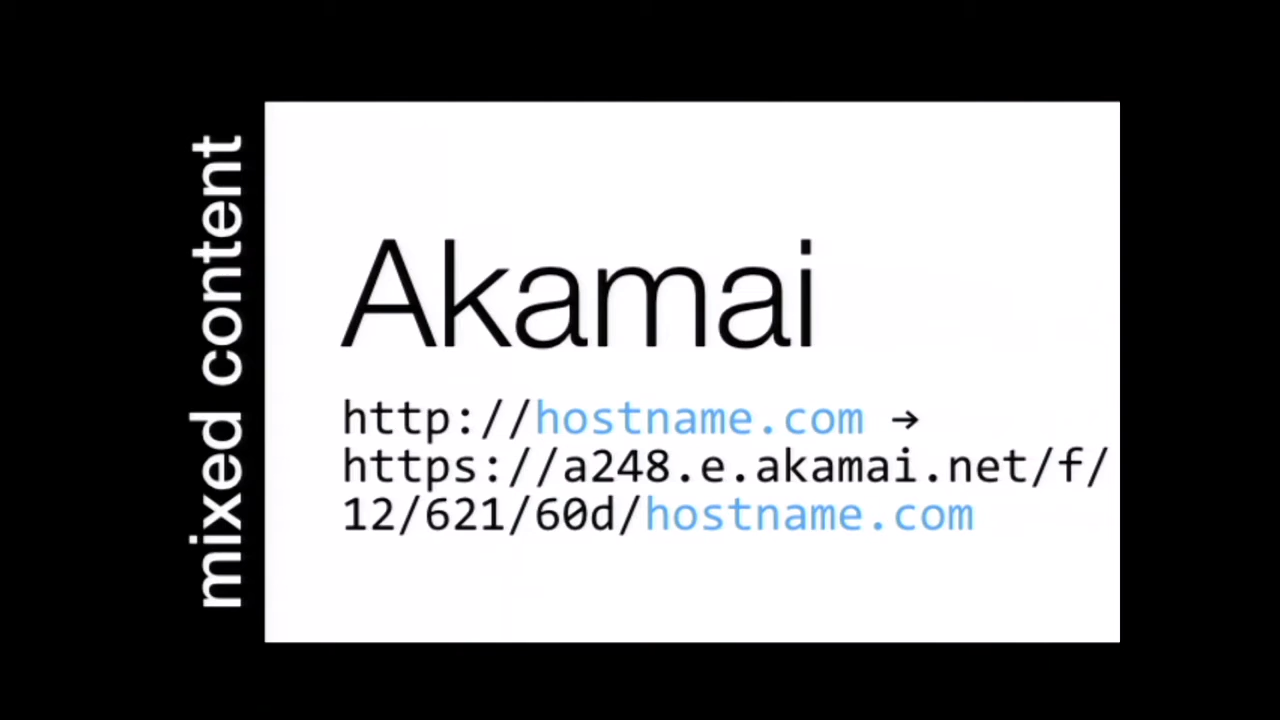 mixed content
Akamai
http://hostname.com →
https://a248.e.akamai.net/f/
12/621/60d/hostname.com